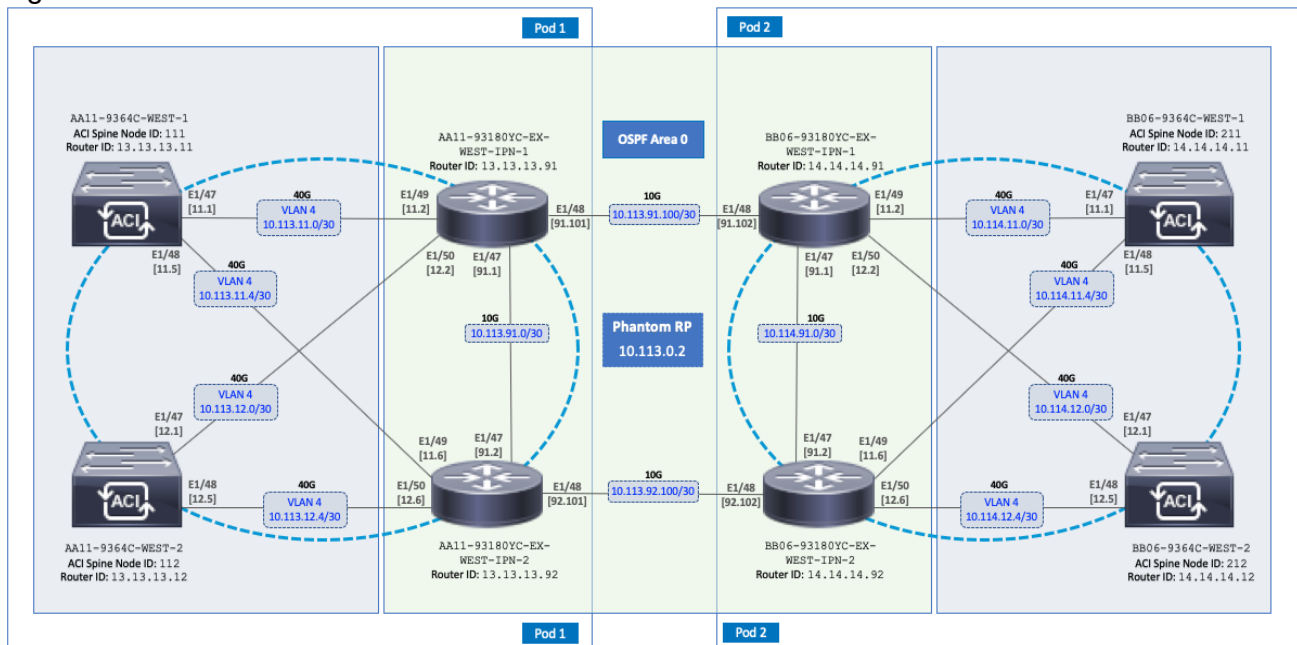 Pod 1
Pod 2
AA11-9364C-WEST-1
ACI Spine Node ID: 111
Router ID: 13.13.13.11
ACI
E1/47
[11.1]
E1/48
[11.5]
40G
VLAN 4
10.113.11.0/30
40G
VLAN 4
10.113.11.4/30
AA11-93180YC-EX-
WEST-IPN-1
Router ID: 13.13.13.91
E1/49
[11.2]
E1/50
[12.2]
E1/47
[91.1]
E1/48
[91.101]
OSPF Area 0
10G
10.113.91.100/30
BB06-93180YC-EX-
WEST-IPN-1
Router ID: 14.14.14.91
E1/48
[91.102]
E1/49
[11.2]
E1/47
[91.1]
E1/50
[12.2]
40G
VLAN 4
10.114.11.0/30
40G
VLAN 4
10.114.11.4/30
BB06-9364C-WEST-1
ACI Spine Node ID: 211
Router ID: 14.14.14.11
ACI
E1/47
[11.1]
E1/48
[11.5]
10G
10.113.91.0/30
Phantom RP
10.113.0.2
10G
10.114.91.0/30
40G
VLAN 4
10.113.12.0/30
40G
VLAN 4
10.114.12.0/30
E1/47
[12.1]
E1/48
[12.5]
ACI
40G
VLAN 4
10.113.12.4/30
AA11-9364C-WEST-2
ACI Spine Node ID: 112
Router ID: 13.13.13.12
E1/49
[11.6]
E1/47
[91.2]
E1/50
[12.6]
E1/48
[92.101]
AA11-93180YC-EX-
WEST-IPN-2
Router ID: 13.13.13.92
10G
10.113.92.100/30
E1/47
[91.2]
E1/49
[11.6]
E1/48
[92.102]
E1/50
[12.6]
BB06-93180YC-EX-
WEST-IPN-2
Router ID: 14.14.14.92
40G
VLAN 4
10.114.12.4/30
E1/47
[12.1]
E1/48
[12.5]
ACI
BB06-9364C-WEST-2
ACI Spine Node ID: 212
Router ID: 14.14.14.12
Pod 1
Pod 2